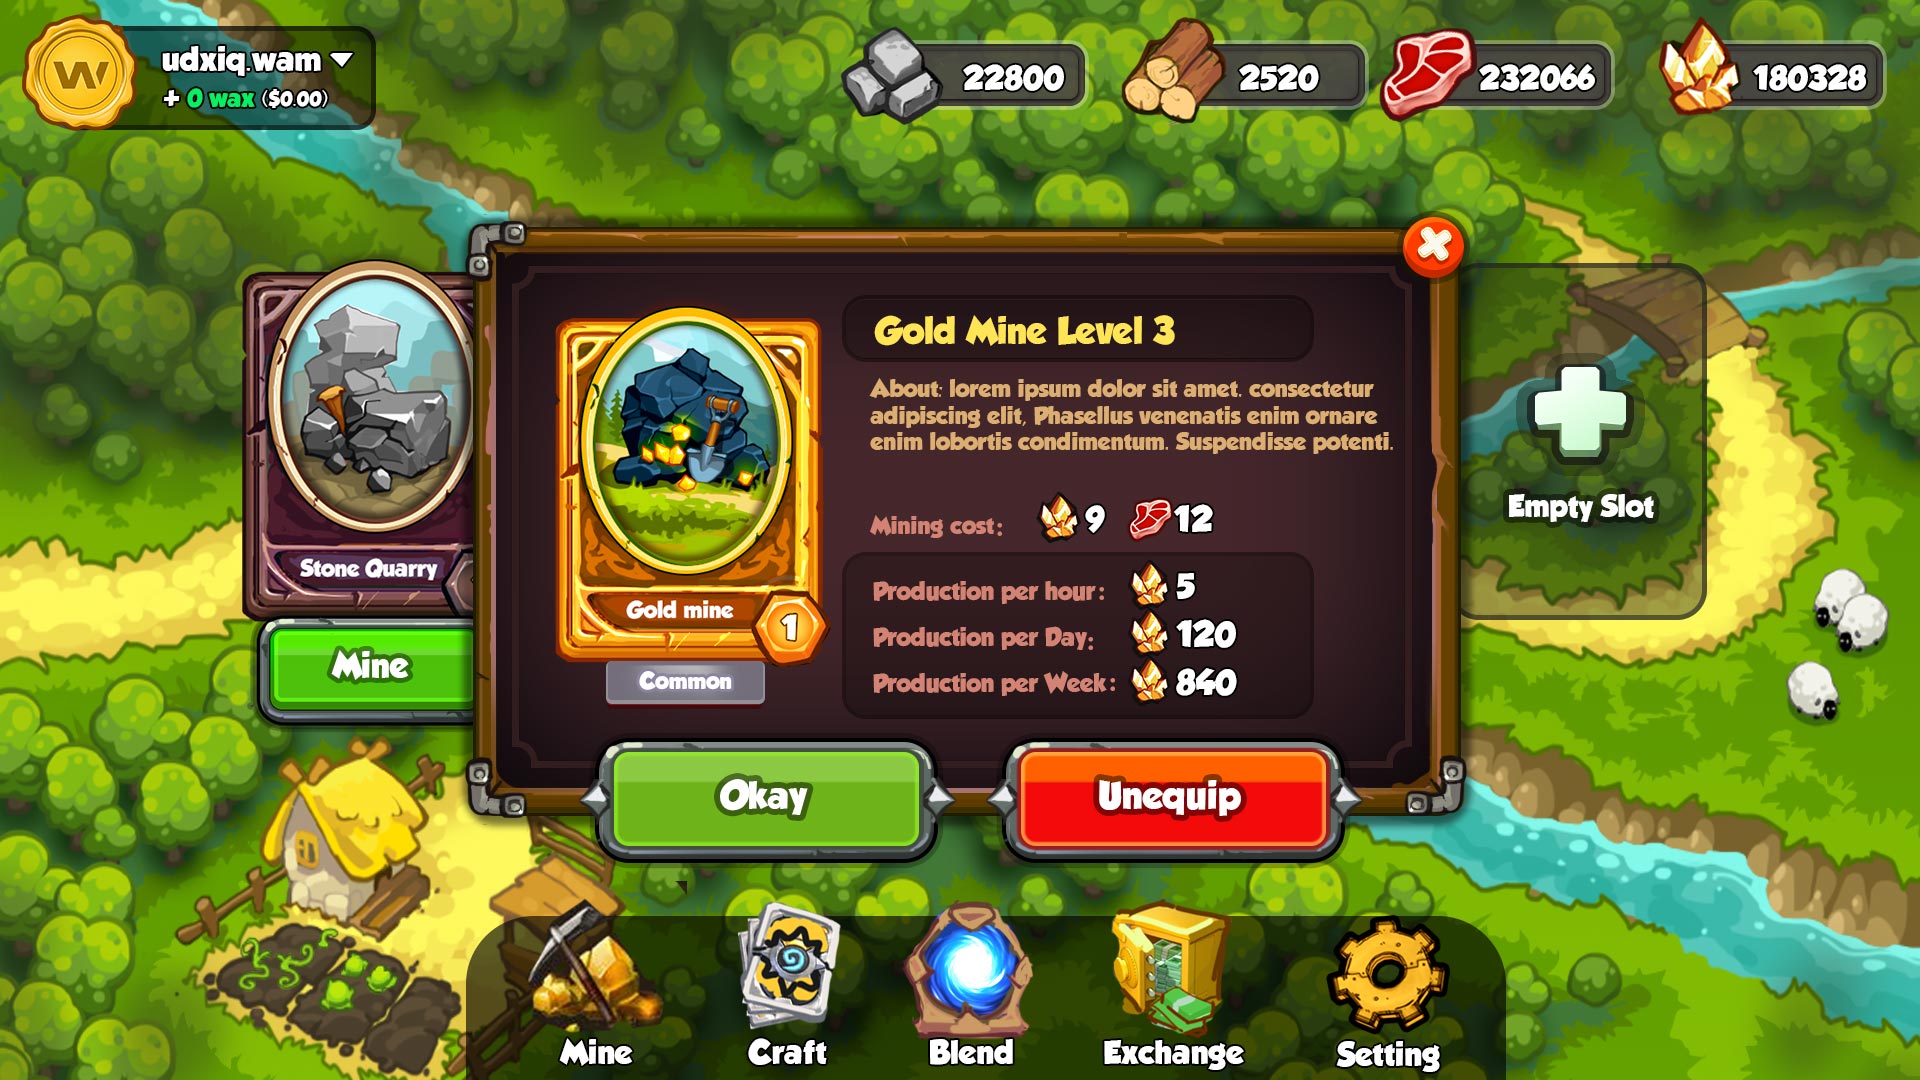 W
udxiq.wam
+ 0 wax ($0.00)
22800
2520
232066
180328
Stone Quarry
Mine
Gold mine
1
Common
Gold Mine Level 3
About: lorem ipsum dolor sit amet. consectetur
adipiscing elit, Phasellus venenatis enim ornare
enim lobortis condimentum. Suspendisse potenti.
Mining cost: 9 12
Production per hour: 5
Production per Day: 120
Production per Week: 840
Okay
Unequip
Empty Slot
Mine
Craft
Blend
Exchange
Setting